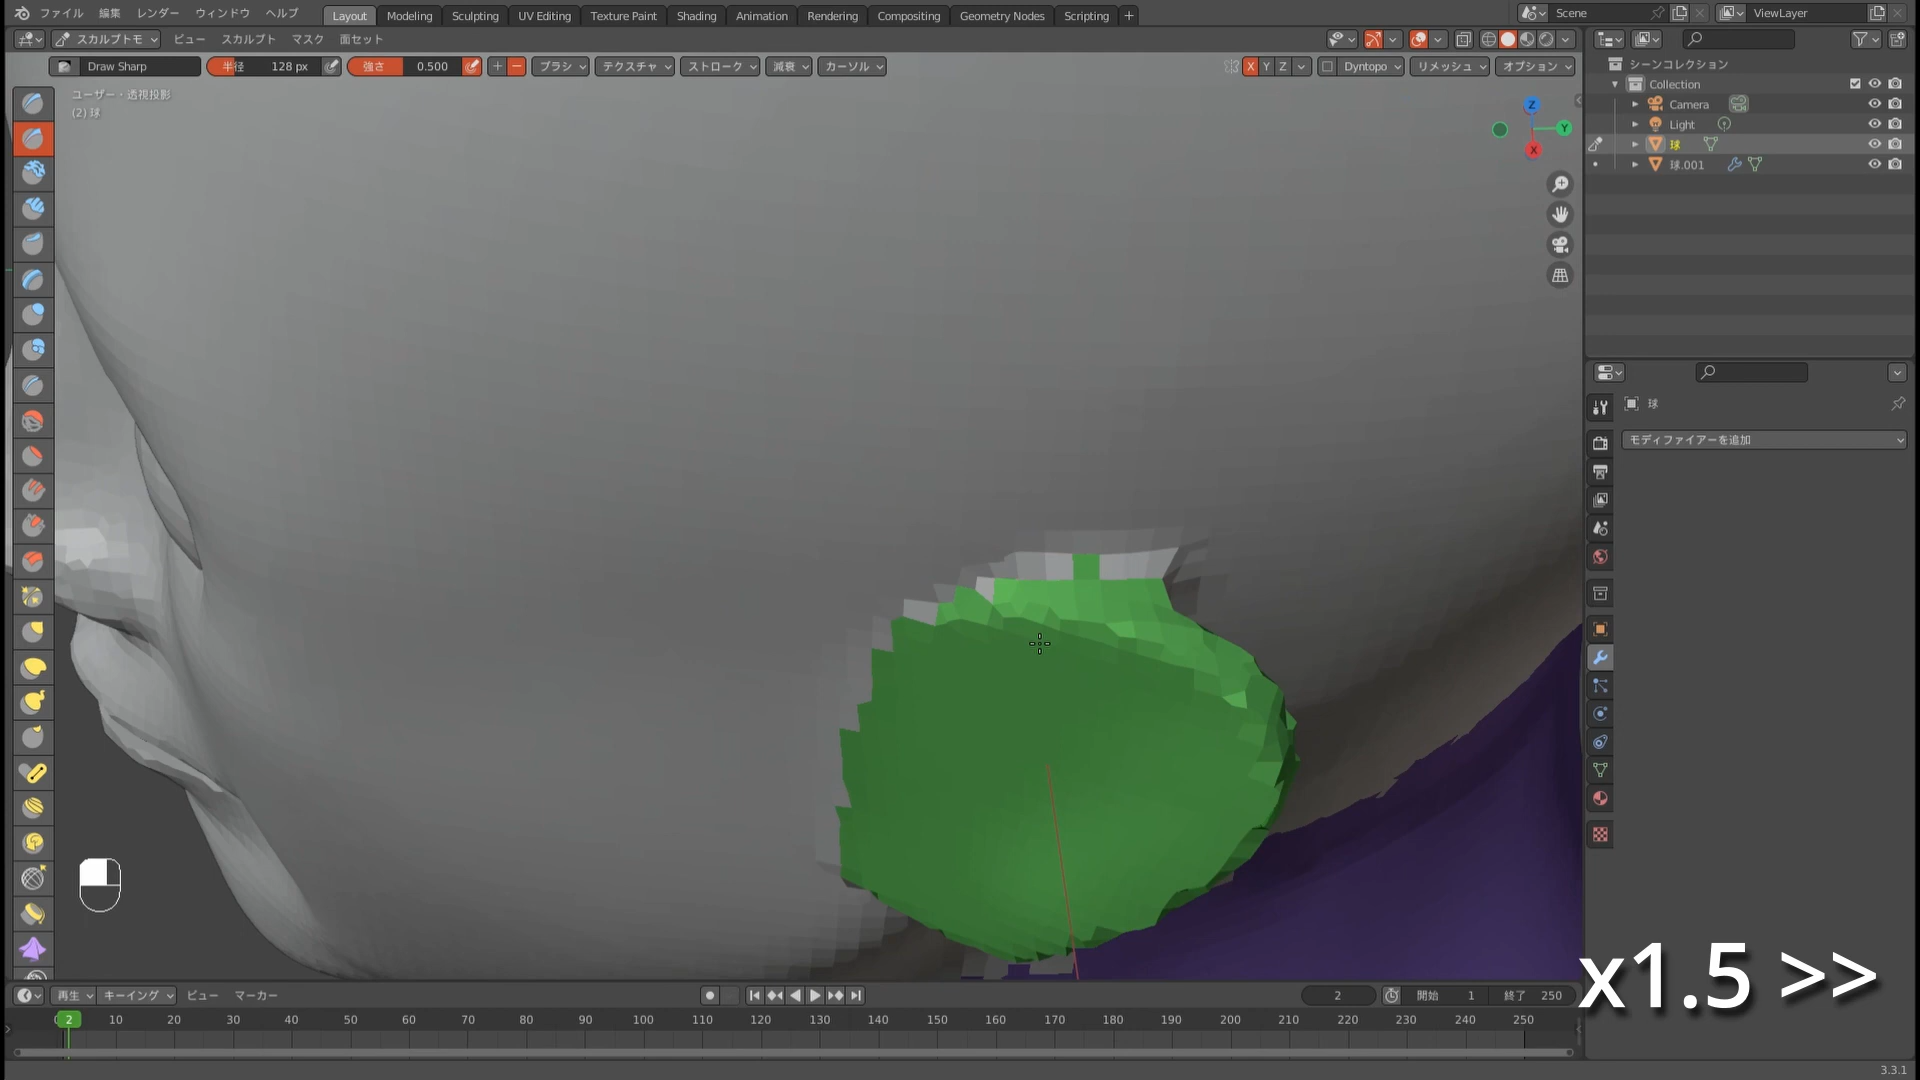 ファイル 編集 レンダー ウィンドウ ヘルプ Layout Modeling Sculpting UV Editing Texture Paint Shading Animation Rendering Compositing Geometry Nodes Scripting + Scene ViewLayer
スカルプトモ ビュー スカルプト マスク 面セット
Draw Sharp 半径 128 px 強さ 0.500 + − ブラシ テクスチャ ストローク 減衰 カーソル X Y Z Dyntopo リメッシュ オプション
シーンコレクション
Collection
Camera
Light
球
球.001
ユーザー・透視投影
(2) 球
Z
Y
X
球
モディファイアーを追加
x1.5 >>
再生 キーイング ビュー マーカー 2 開始 1 終了 250
2 10 20 30 40 50 60 70 80 90 100 110 120 130 140 150 160 170 180 190 200 210 220 230 240 250
3.3.1